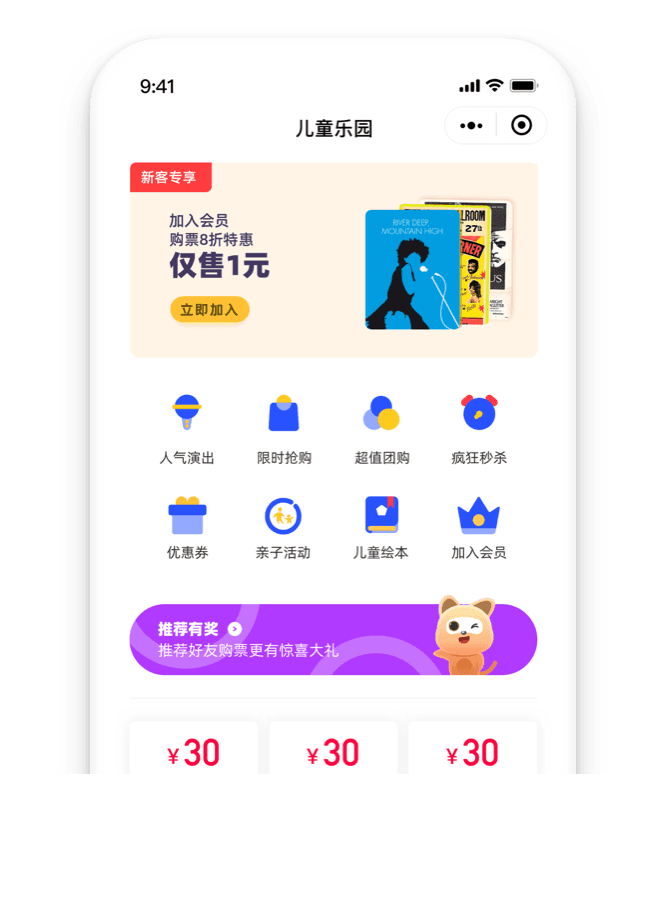 9:41
儿童乐园
新客专享
加入会员
购票8折特惠
仅售1元
立即加入
RIVER DEEP,
MOUNTAIN HIGH
人气演出
限时抢购
超值团购
疯狂秒杀
优惠券
亲子活动
儿童绘本
加入会员
推荐有奖
推荐好友购票更有惊喜大礼
¥30
¥30
¥30